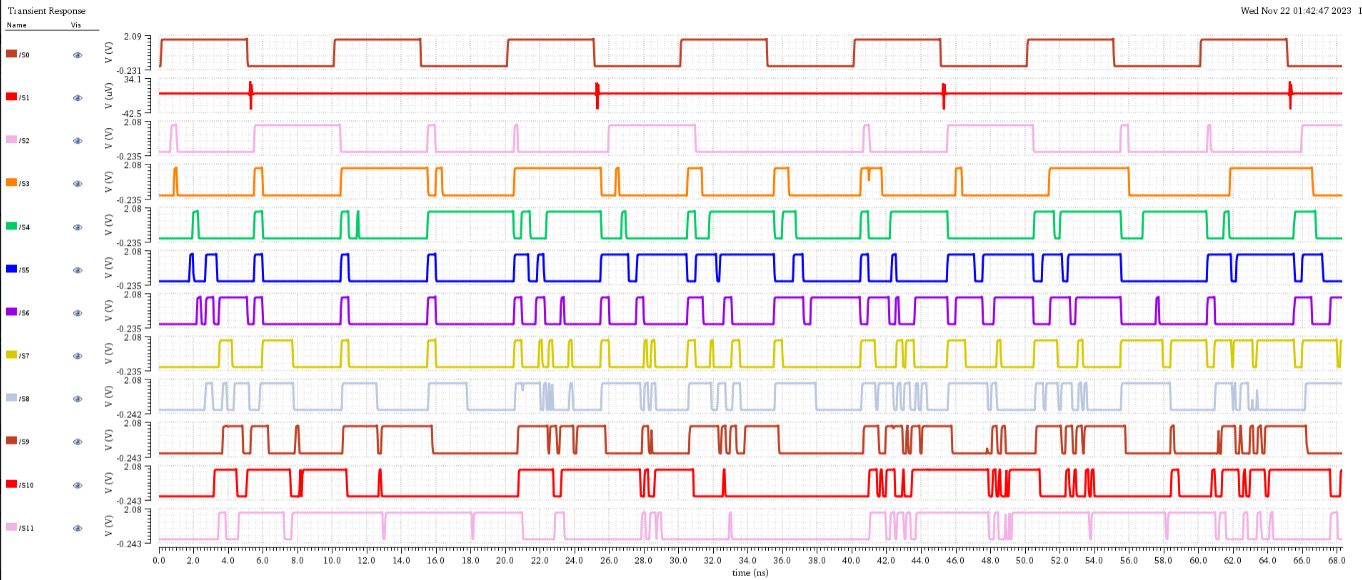 Transient Response
Wed Nov 22 01:42:47 2023 1
Name Vis
/S0
V (V)
2.09
-0.231
/S1
V (uV)
34.1
-42.5
/S2
V (V)
2.08
-0.235
/S3
V (V)
2.08
-0.235
/S4
V (V)
2.08
-0.235
/S5
V (V)
2.08
-0.235
/S6
V (V)
2.08
-0.235
/S7
V (V)
2.08
-0.235
/S8
V (V)
2.08
-0.242
/S9
V (V)
2.08
-0.243
/S10
V (V)
2.08
-0.243
/S11
V (V)
2.08
-0.243
0.0 2.0 4.0 6.0 8.0 10.0 12.0 14.0 16.0 18.0 20.0 22.0 24.0 26.0 28.0 30.0 32.0 34.0 36.0 38.0 40.0 42.0 44.0 46.0 48.0 50.0 52.0 54.0 56.0 58.0 60.0 62.0 64.0 66.0 68.0
time (ns)